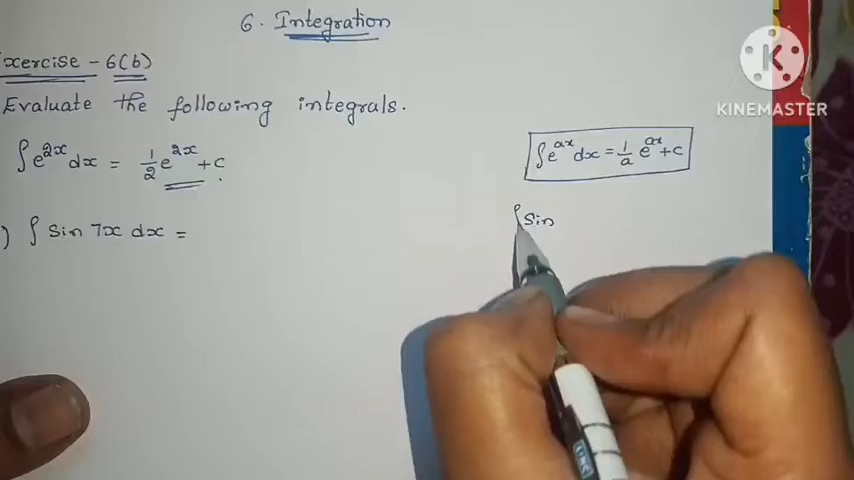 6. Integration
Exercise - 6(b)
Evaluate the following integrals.
∫e^{2x} dx = 1/2 e^{2x} + c
∫e^{ax} dx = 1/a e^{ax} + c
) ∫ Sin 7x dx =
∫Sin
K
KINEMASTER